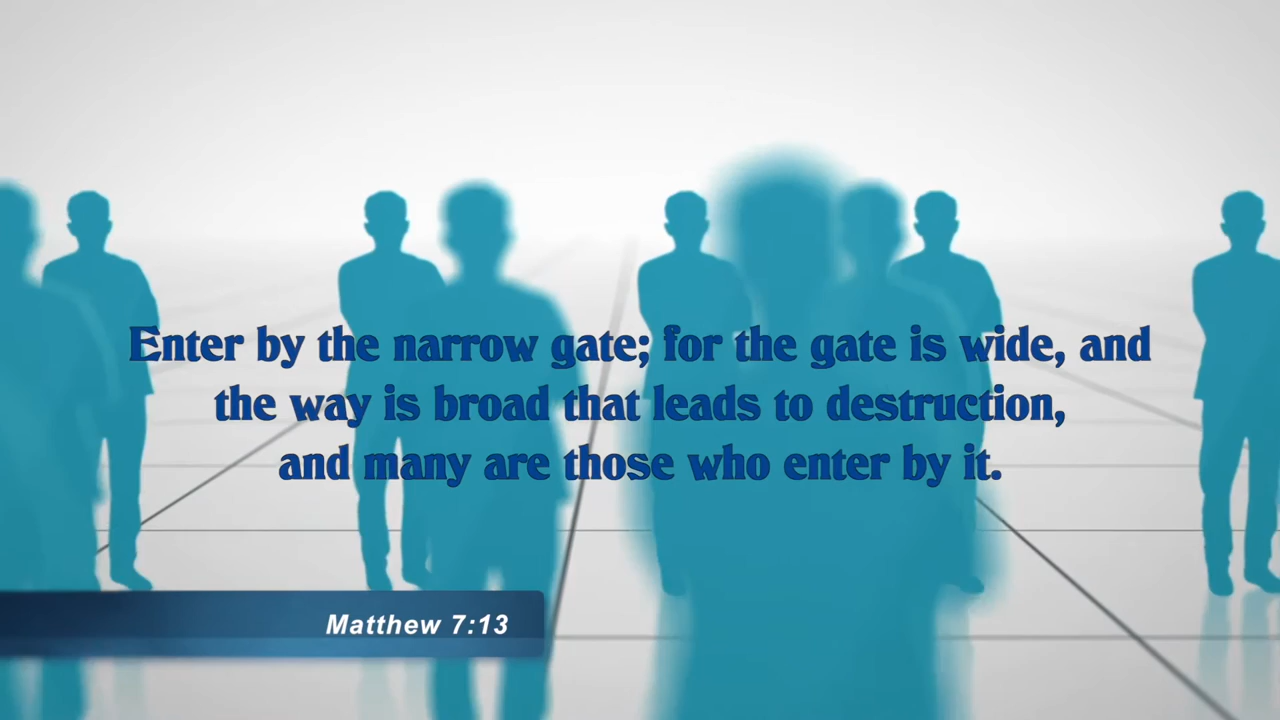 Enter by the narrow gate; for the gate is wide, and
the way is broad that leads to destruction,
and many are those who enter by it.
Matthew 7:13